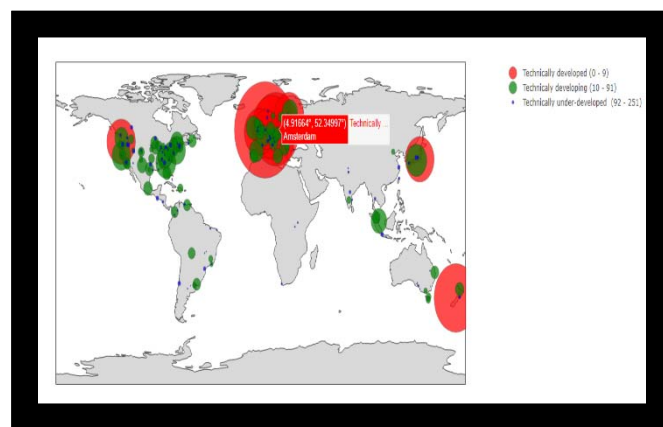 Technically developed (0 - 9)
Technically developing (10 - 91)
Technically under-developed (92 - 251)
(4.91664°, 52.34997°) Technically ...
Amsterdam